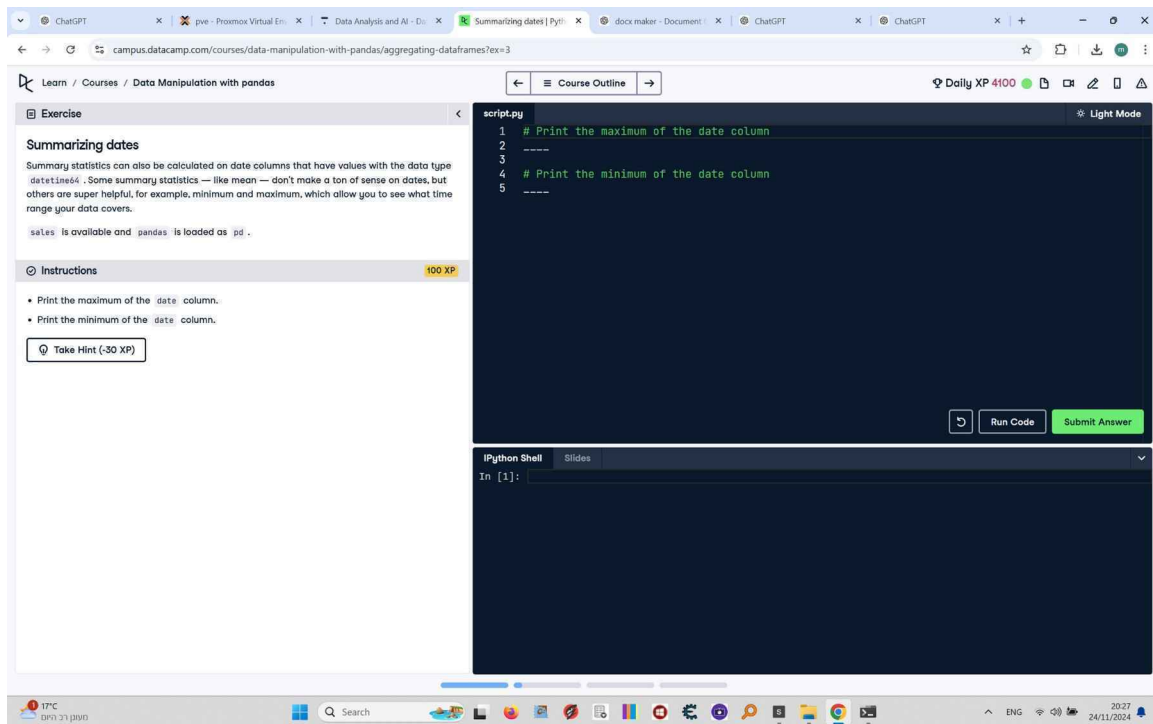 ChatGPT
pve - Proxmox Virtual En
Data Analysis and AI - Da
Summarizing dates | Pyth
docx maker - Document
ChatGPT
ChatGPT
campus.datacamp.com/courses/data-manipulation-with-pandas/aggregating-dataframes?ex=3
m
Learn / Courses / Data Manipulation with pandas
Course Outline
Daily XP 4100
Exercise
Summarizing dates
Summary statistics can also be calculated on date columns that have values with the data type
datetime64 . Some summary statistics — like mean — don't make a ton of sense on dates, but
others are super helpful, for example, minimum and maximum, which allow you to see what time
range your data covers.
sales is available and pandas is loaded as pd .
Instructions
100 XP
• Print the maximum of the date column.
• Print the minimum of the date column.
Take Hint (-30 XP)
script.py
Light Mode
1 # Print the maximum of the date column
2 ____
3
4 # Print the minimum of the date column
5 ____
Run Code
Submit Answer
IPython Shell
Slides
In [1]:
1
17°C
מעונן רב היום
Search
S
ENG
20:27
24/11/2024